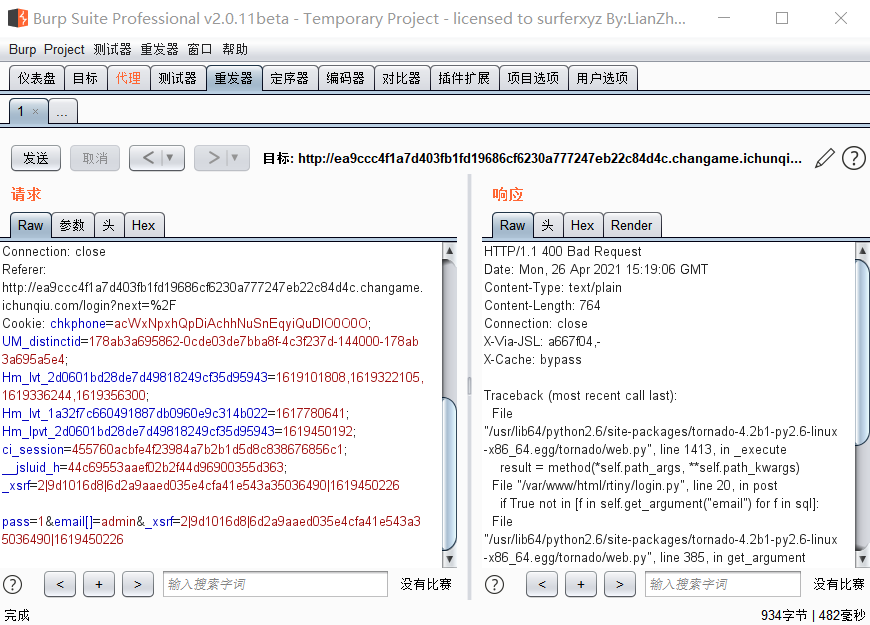 Burp Suite Professional v2.0.11beta - Temporary Project - licensed to surferxyz By:LianZh...
Burp Project 测试器 重发器 窗口 帮助
仪表盘 目标 代理 测试器 重发器 定序器 编码器 对比器 插件扩展 项目选项 用户选项
1 × ...
发送 取消 < ▼ > ▼ 目标: http://ea9ccc4f1a7d403fb1fd19686cf6230a777247eb22c84d4c.changame.ichunqi... ?
请求
Raw 参数 头 Hex
Connection: close
Referer:
http://ea9ccc4f1a7d403fb1fd19686cf6230a777247eb22c84d4c.changame.
ichunqiu.com/login?next=%2F
Cookie: chkphone=acWxNpxhQpDiAchhNuSnEqyiQuDIO0O0O;
UM_distinctid=178ab3a695862-0cde03de7bba8f-4c3f237d-144000-178ab
3a695a5e4;
Hm_lvt_2d0601bd28de7d49818249cf35d95943=1619101808,1619322105,
1619336244,1619356300;
Hm_lvt_1a32f7c660491887db0960e9c314b022=1617780641;
Hm_lpvt_2d0601bd28de7d49818249cf35d95943=1619450192;
ci_session=455760acbfe4f23984a7b2b1d5d8c838676856c1;
__jsluid_h=44c69553aaef02b2f44d96900355d363;
_xsrf=2|9d1016d8|6d2a9aaed035e4cfa41e543a35036490|1619450226
pass=1&email[]=admin&_xsrf=2|9d1016d8|6d2a9aaed035e4cfa41e543a3
5036490|1619450226
? < + > 输入搜索字词 没有比赛
响应
Raw 头 Hex Render
HTTP/1.1 400 Bad Request
Date: Mon, 26 Apr 2021 15:19:06 GMT
Content-Type: text/plain
Content-Length: 764
Connection: close
X-Via-JSL: a667f04,-
X-Cache: bypass
Traceback (most recent call last):
File
"/usr/lib64/python2.6/site-packages/tornado-4.2b1-py2.6-linux
-x86_64.egg/tornado/web.py", line 1413, in _execute
result = method(*self.path_args, **self.path_kwargs)
File "/var/www/html/rtiny/login.py", line 20, in post
if True not in [f in self.get_argument("email") for f in sql]:
File
"/usr/lib64/python2.6/site-packages/tornado-4.2b1-py2.6-linux
-x86_64.egg/tornado/web.py", line 385, in get_argument
? < + > 输入搜索字词 没有比赛
完成 934字节 | 482毫秒